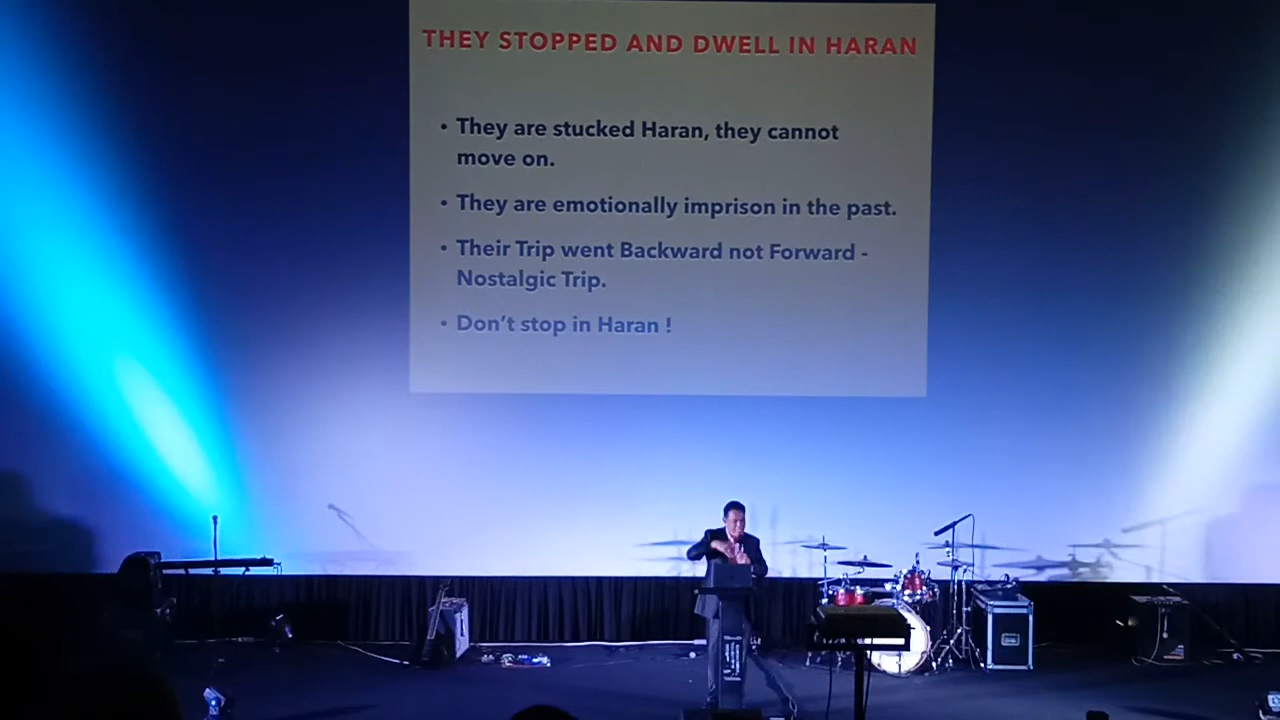 THEY STOPPED AND DWELL IN HARAN
• They are stucked Haran, they cannot
move on.
• They are emotionally imprison in the past.
• Their Trip went Backward not Forward -
Nostalgic Trip.
• Don't stop in Haran !